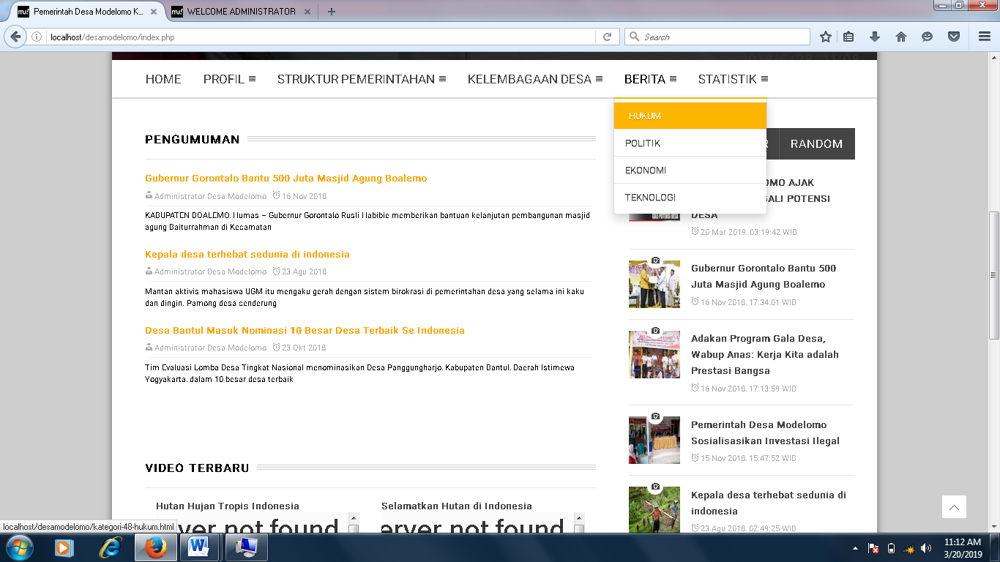 Pemerintah Desa Modelomo K...
WELCOME ADMINISTRATOR
localhost/desamodelomo/index.php
Search
HOME PROFIL STRUKTUR PEMERINTAHAN KELEMBAGAAN DESA BERITA STATISTIK
HUKUM
POLITIK
EKONOMI
TEKNOLOGI
PENGUMUMAN
Gubernur Gorontalo Bantu 500 Juta Masjid Agung Boalemo
Administrator Desa Modelomo 16 Nov 2018
KABUPATEN BOALEMO, Humas – Gubernur Gorontalo Rusli Habibie memberikan bantuan kelanjutan pembangunan masjid
agung Baiturrahman di Kecamatan
Kepala desa terhebat sedunia di indonesia
Administrator Desa Modelomo 23 Agu 2018
Mantan aktivis mahasiswa UGM itu mengaku gerah dengan sistem birokrasi di pemerintahan desa yang selama ini kaku
dan dingin. Pamong desa cenderung
Desa Bantul Masuk Nominasi 10 Besar Desa Terbaik Se Indonesia
Administrator Desa Modelomo 23 Okt 2018
Tim Evaluasi Lomba Desa Tingkat Nasional menominasikan Desa Panggungharjo, Kabupaten Bantul, Daerah Istimewa
Yogyakarta, dalam 10 besar desa terbaik
VIDEO TERBARU
Hutan Hujan Tropis Indonesia
erver not found
Selamatkan Hutan di Indonesia
erver not found
R RANDOM
OMO AJAK
GALI POTENSI
DESA
20 Mar 2019, 03:19:42 WIB
Gubernur Gorontalo Bantu 500
Juta Masjid Agung Boalemo
16 Nov 2018, 17:34:01 WIB
Adakan Program Gala Desa,
Wabup Anas: Kerja Kita adalah
Prestasi Bangsa
16 Nov 2018, 17:13:59 WIB
Pemerintah Desa Modelomo
Sosialisasikan Investasi Ilegal
15 Nov 2018, 15:47:52 WIB
Kepala desa terhebat sedunia di
indonesia
23 Agu 2018, 02:49:25 WIB
localhost/desamodelomo/kategori-48-hukum.html
11:12 AM
3/20/2019